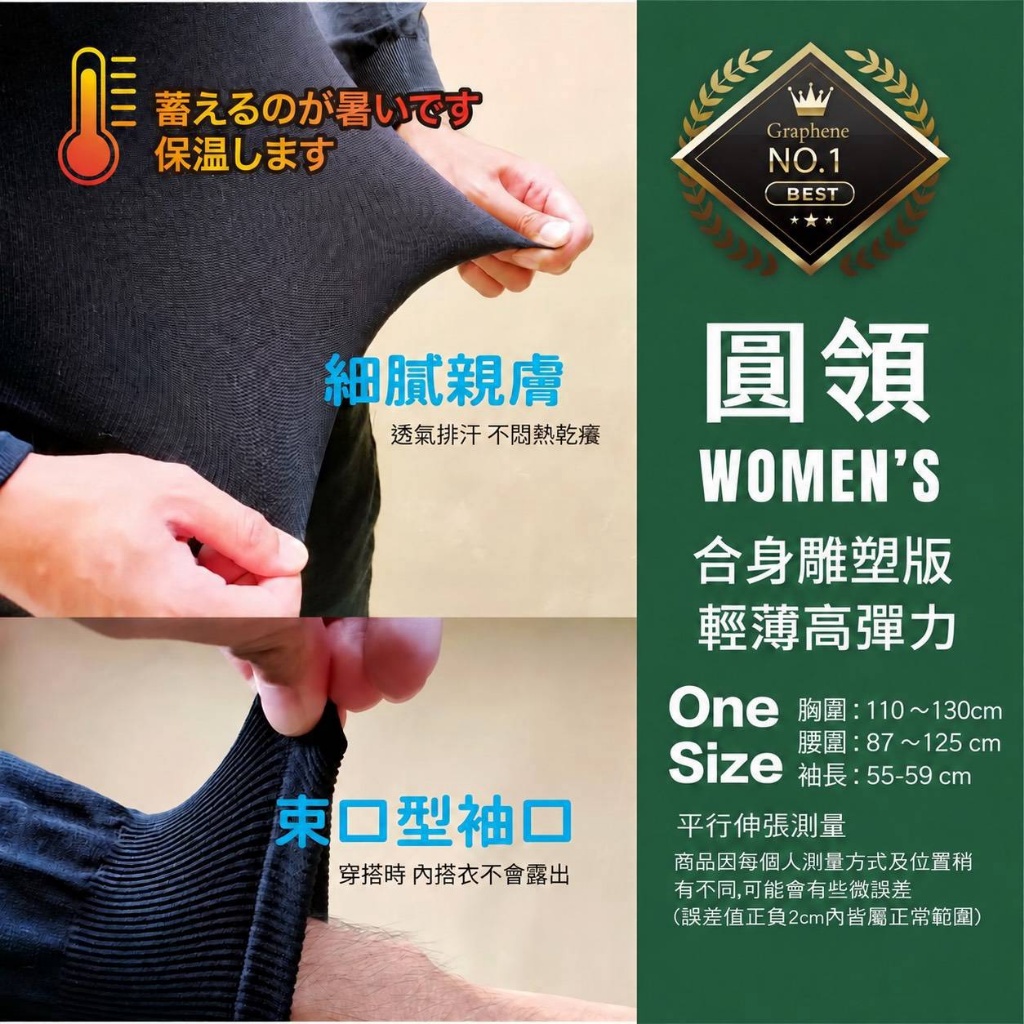 蓄えるのが暑いです
保温します
細膩親膚
透氣排汗 不悶熱乾癢
束口型袖口
穿搭時 內搭衣不會露出
Graphene
NO.1
BEST
圓領
WOMEN'S
合身雕塑版
輕薄高彈力
One Size
胸圍 : 110～130cm
腰圍 : 87～125 cm
袖長 : 55-59 cm
平行伸張測量
商品因每個人測量方式及位置稍
有不同,可能會有些微誤差
(誤差值正負2cm內皆屬正常範圍)